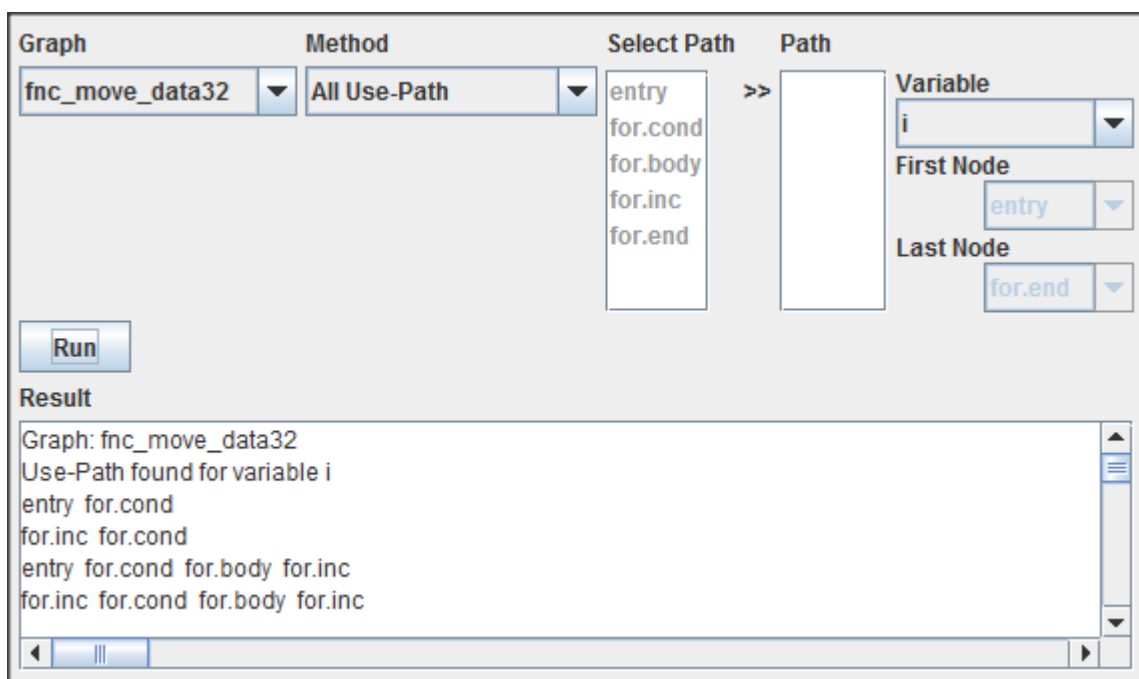 Graph Method Select Path Path
fnc_move_data32 All Use-Path entry >> Variable
for.cond i
for.body First Node
for.inc entry
for.end Last Node
for.end
Run
Result
Graph: fnc_move_data32
Use-Path found for variable i
entry for.cond
for.inc for.cond
entry for.cond for.body for.inc
for.inc for.cond for.body for.inc